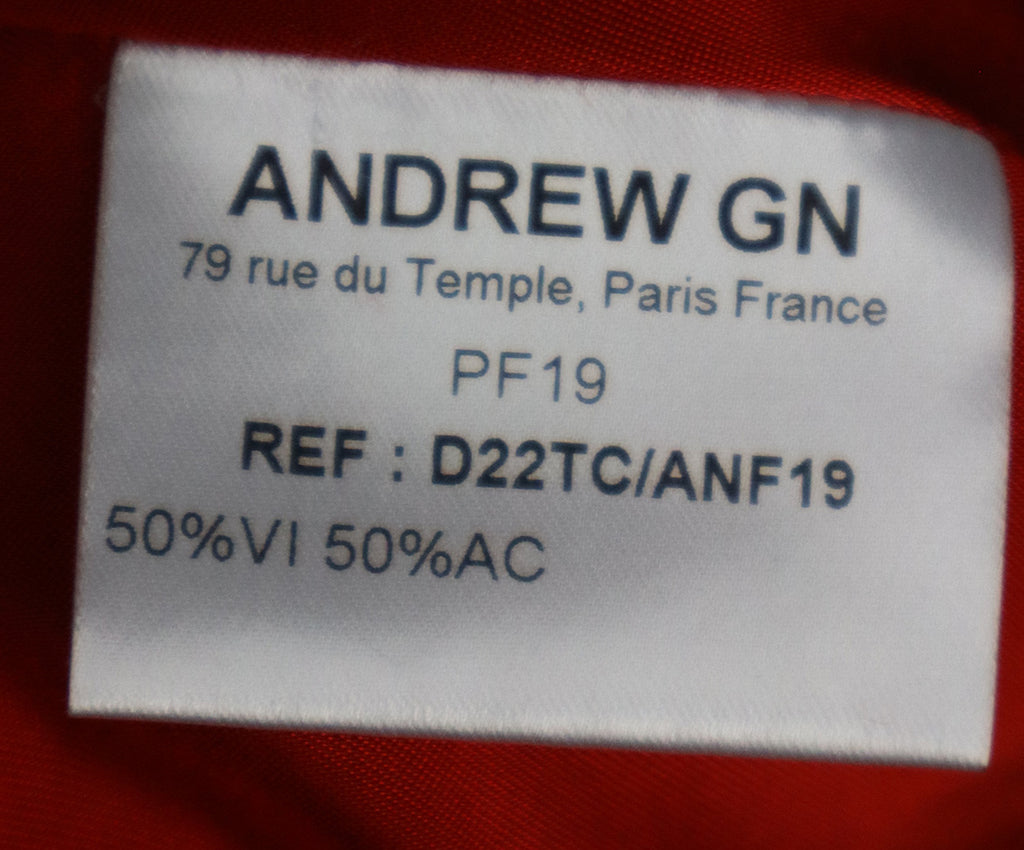 ANDREW GN
79 rue du Temple, Paris France
PF19
REF : D22TC/ANF19
50%VI 50%AC